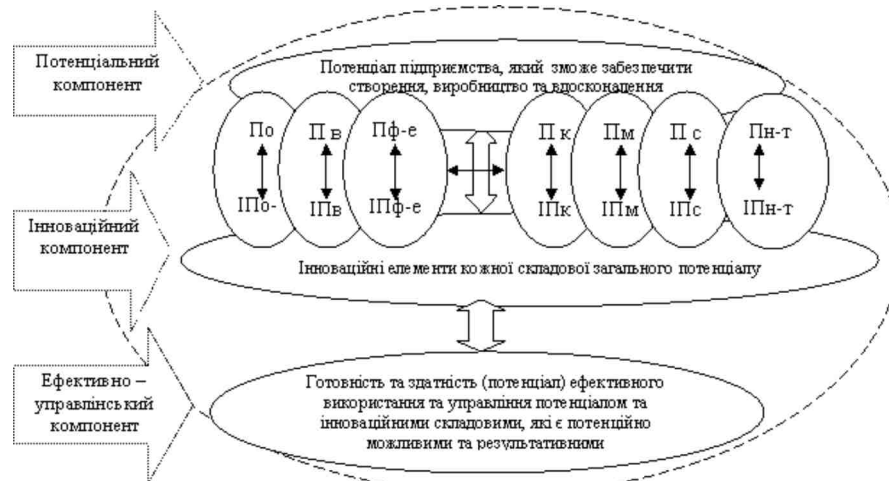 Потенціальний
компонент
Потенціал підприємства, який зможе забезпечити
створення, виробництво та вдосконалення
По П в Пф-е П к Пм П с Пн-т
ІПо- ІПв ІПф-е ІПк ІПм ІПс ІПн-т
Інноваційний
компонент
Інноваційні елементи кожної складової загального потенціалу
Ефективно –
управлінський
компонент
Готовність та здатність (потенціал) ефективного
використання та управління потенціалом та
інноваційними складовими, які є потенційно
можливими та результативними